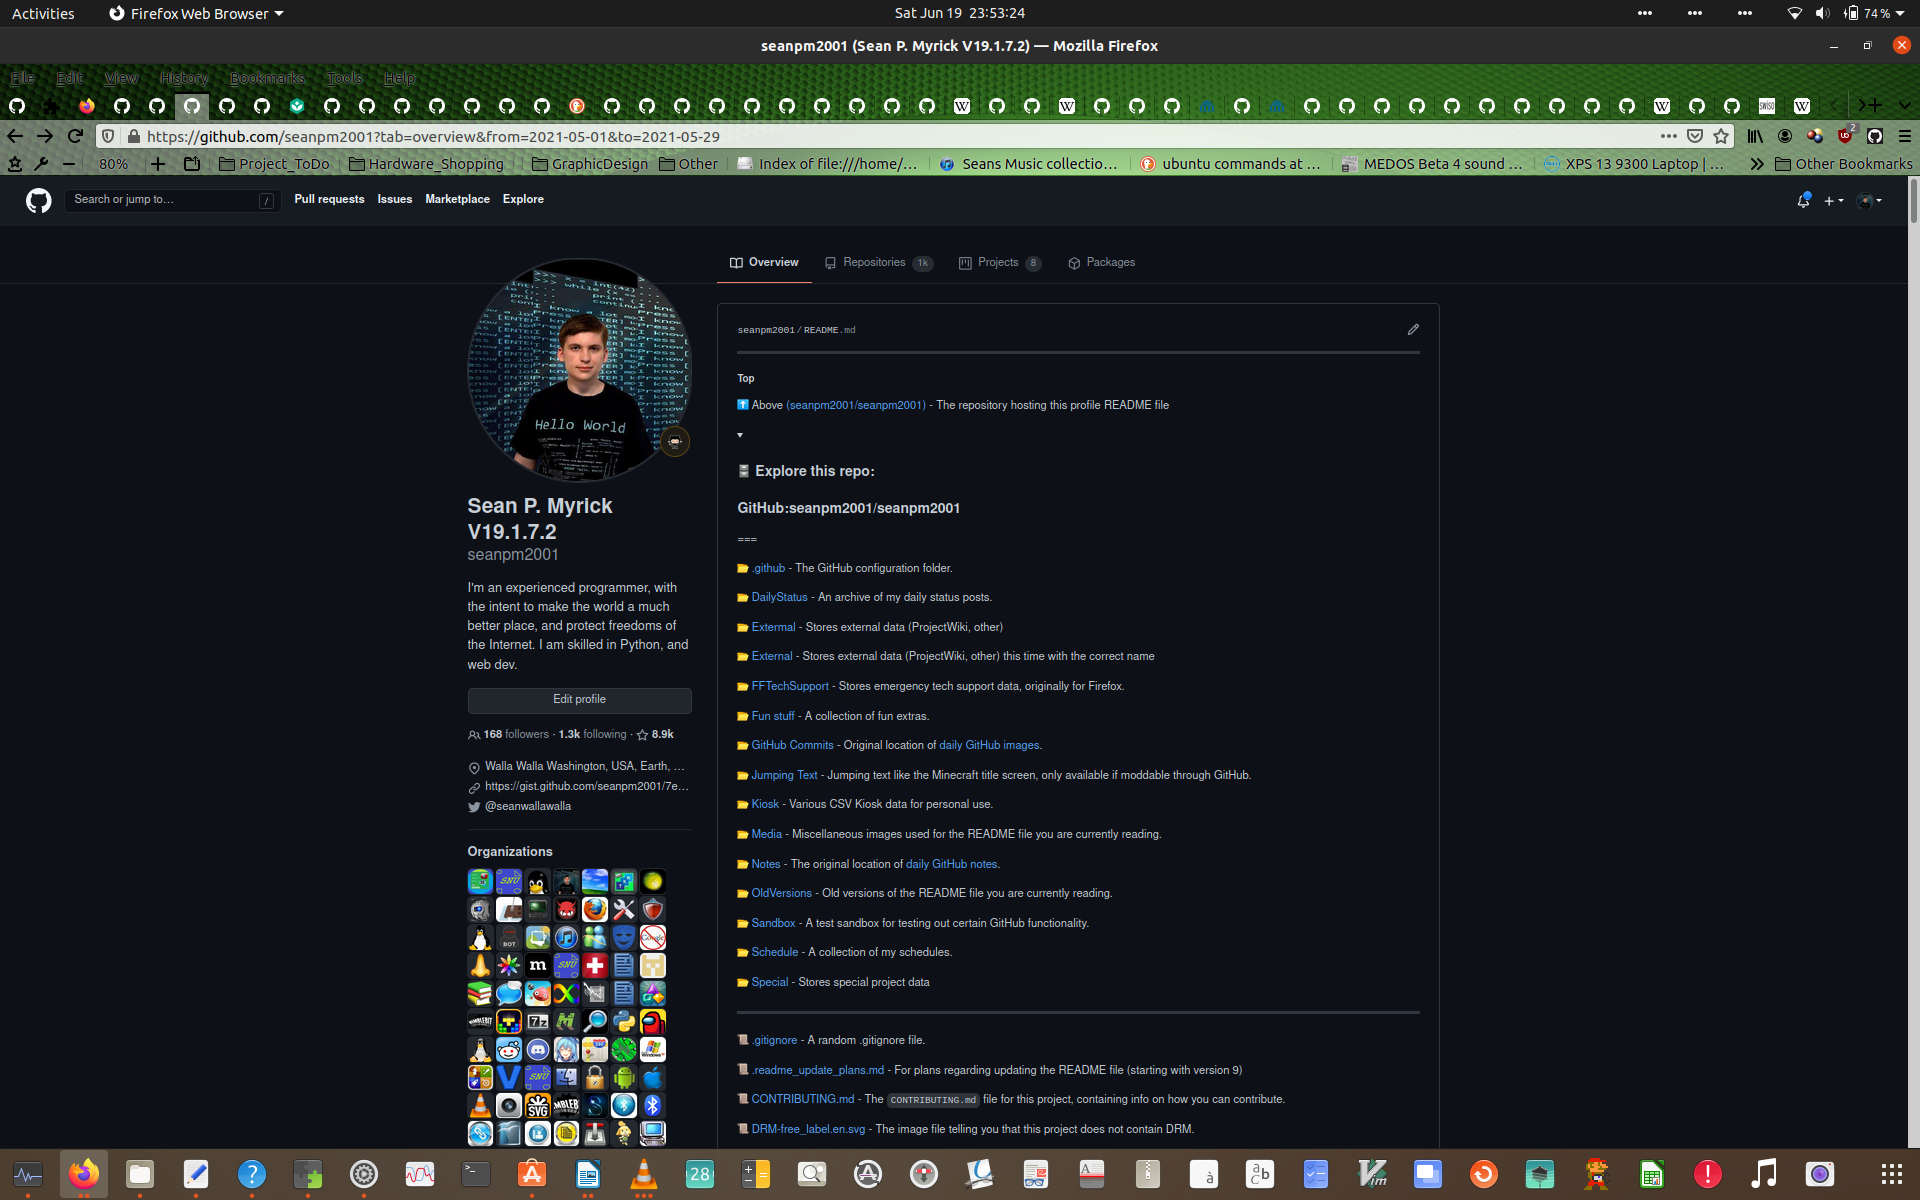 Activities
Firefox Web Browser
Sat Jun 19 23:53:24
74 %
seanpm2001 (Sean P. Myrick V19.1.7.2) — Mozilla Firefox
File Edit View History Bookmarks Tools Help
https://github.com/seanpm2001?tab=overview&from=2021-05-01&to=2021-05-29
2
80%
Project_ToDo
Hardware_Shopping
GraphicDesign
Other
Index of file:///home/...
Seans Music collectio...
ubuntu commands at ...
MEDOS Beta 4 sound ...
XPS 13 9300 Laptop | ...
Other Bookmarks
Search or jump to...
/
Pull requests
Issues
Marketplace
Explore
Overview
Repositories 1k
Projects 8
Packages
Hello World
Sean P. Myrick
V19.1.7.2
seanpm2001
I'm an experienced programmer, with
the intent to make the world a much
better place, and protect freedoms of
the Internet. I am skilled in Python, and
web dev.
Edit profile
168 followers · 1.3k following · 8.9k
Walla Walla Washington, USA, Earth, ...
https://gist.github.com/seanpm2001/7e...
@seanwallawalla
Organizations
seanpm2001/README.md
Top
Above (seanpm2001/seanpm2001) - The repository hosting this profile README file
Explore this repo:
GitHub:seanpm2001/seanpm2001
===
.github - The GitHub configuration folder.
DailyStatus - An archive of my daily status posts.
Extermal - Stores external data (ProjectWiki, other)
External - Stores external data (ProjectWiki, other) this time with the correct name
FFTechSupport - Stores emergency tech support data, originally for Firefox.
Fun stuff - A collection of fun extras.
GitHub Commits - Original location of daily GitHub images.
Jumping Text - Jumping text like the Minecraft title screen, only available if moddable through GitHub.
Kiosk - Various CSV Kiosk data for personal use.
Media - Miscellaneous images used for the README file you are currently reading.
Notes - The original location of daily GitHub notes.
OldVersions - Old versions of the README file you are currently reading.
Sandbox - A test sandbox for testing out certain GitHub functionality.
Schedule - A collection of my schedules.
Special - Stores special project data
.gitignore - A random .gitignore file.
.readme_update_plans.md - For plans regarding updating the README file (starting with version 9)
CONTRIBUTING.md - The CONTRIBUTING.md file for this project, containing info on how you can contribute.
DRM-free_label.en.svg - The image file telling you that this project does not contain DRM.
28